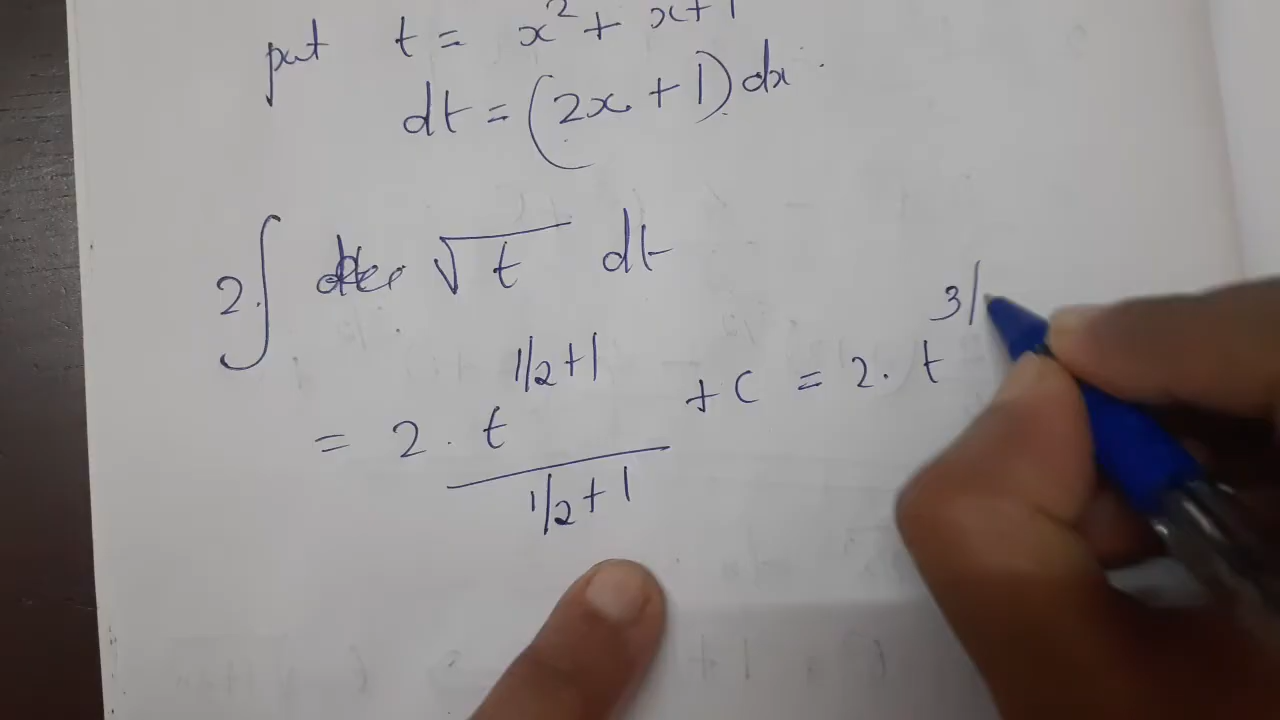 put t = x² + x+1
dt = (2x + 1) dx
2.∫ √t dt
= 2 . t^(1/2+1) / (1/2+1) + C = 2 . t^(3/